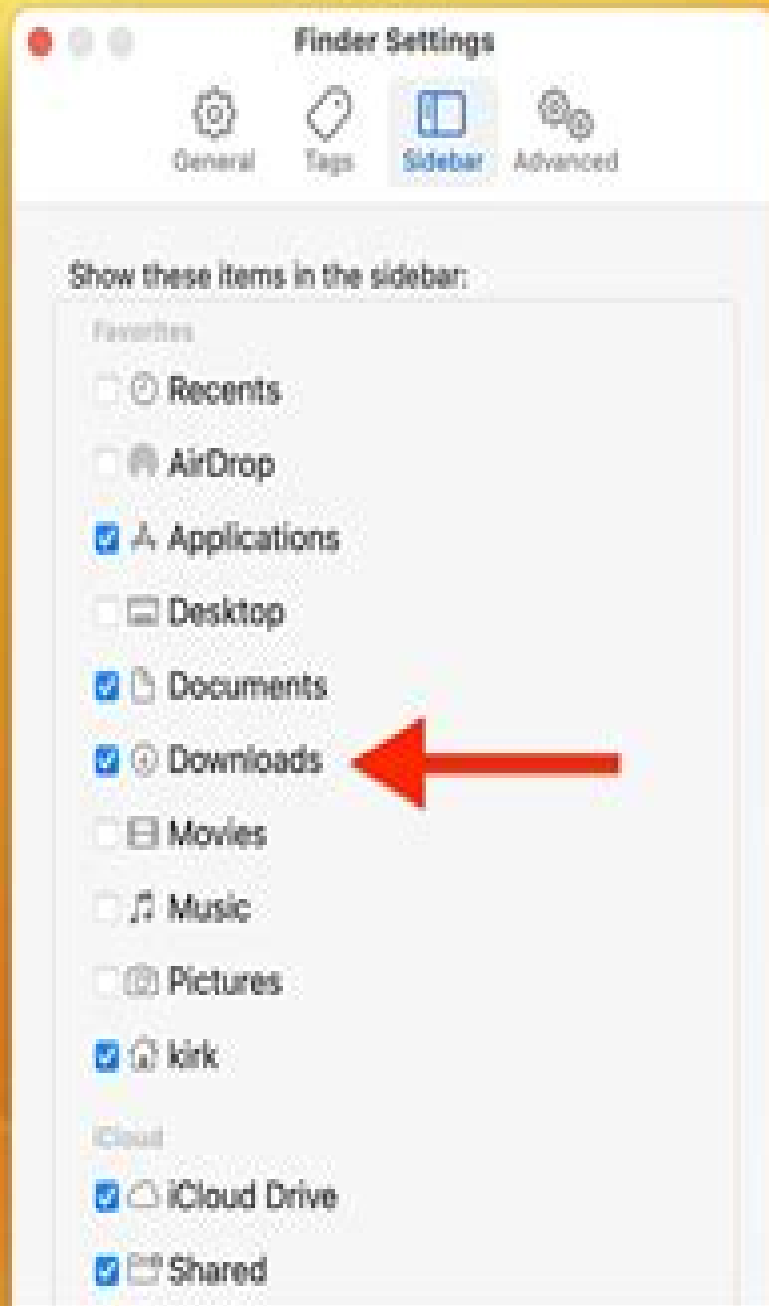 Finder Settings
General Tags Sidebar Advanced
Show these items in the sidebar:
Favorites
Recents
AirDrop
Applications
Desktop
Documents
Downloads
Movies
Music
Pictures
kirk
iCloud
iCloud Drive
Shared